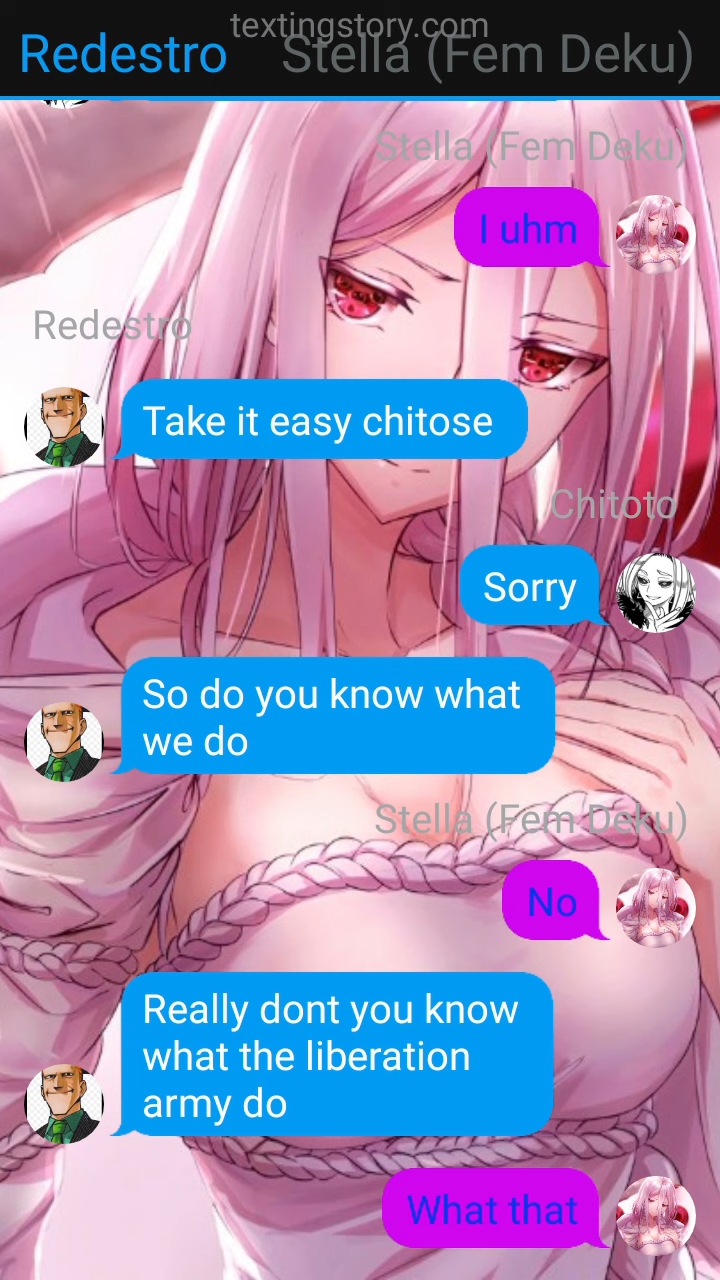 textingstory.com
Redestro
Stella (Fem Deku)
Stella (Fem Deku)
I uhm
Redestro
Take it easy chitose
Chitoto
Sorry
So do you know what
we do
Stella (Fem Deku)
No
Really dont you know
what the liberation
army do
What that